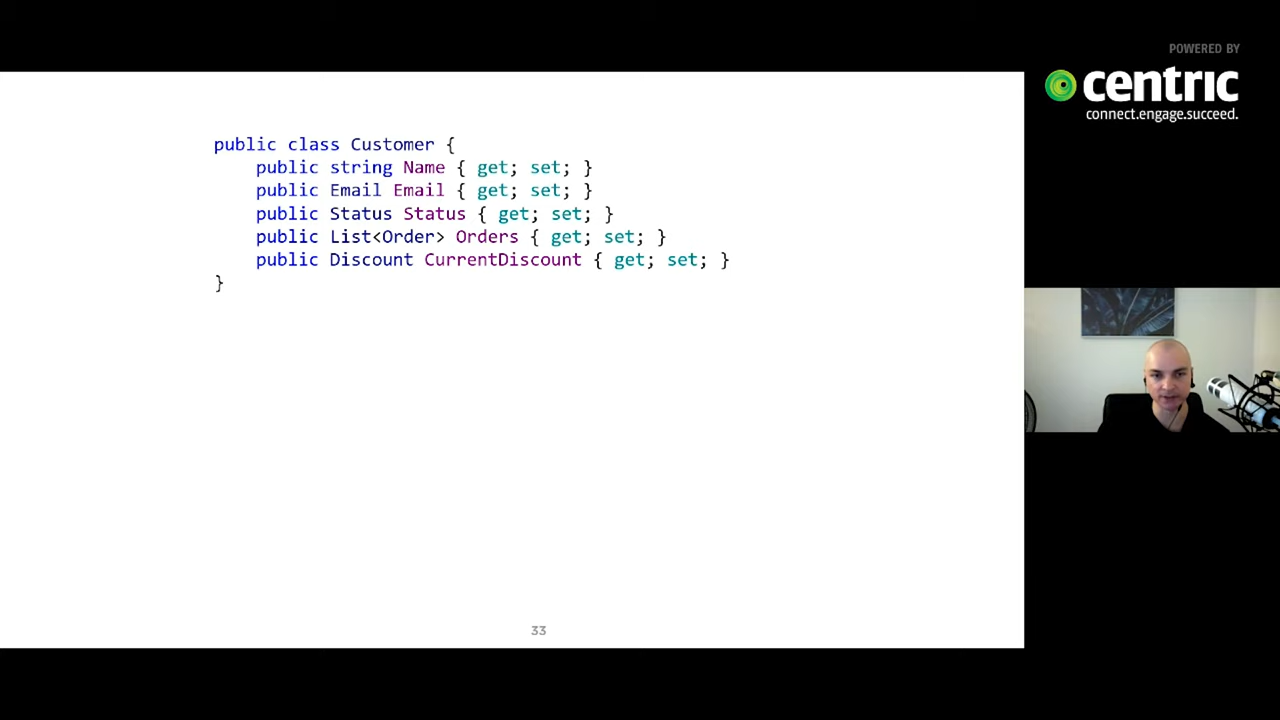 POWERED BY
centric
connect.engage.succeed.
public class Customer {
    public string Name { get; set; }
    public Email Email { get; set; }
    public Status Status { get; set; }
    public List<Order> Orders { get; set; }
    public Discount CurrentDiscount { get; set; }
}
33